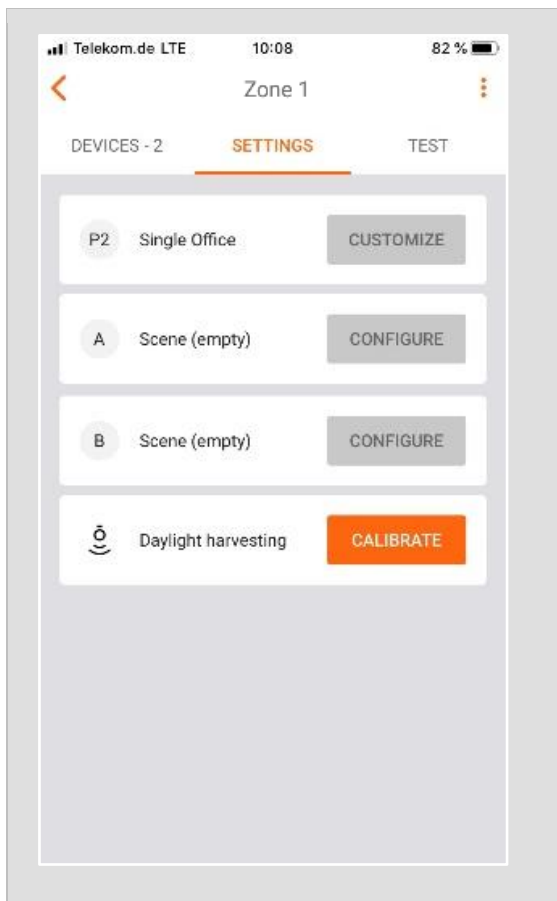 Telekom.de LTE 10:08 82 %
Zone 1
DEVICES - 2 SETTINGS TEST
P2 Single Office CUSTOMIZE
A Scene (empty) CONFIGURE
B Scene (empty) CONFIGURE
Daylight harvesting CALIBRATE